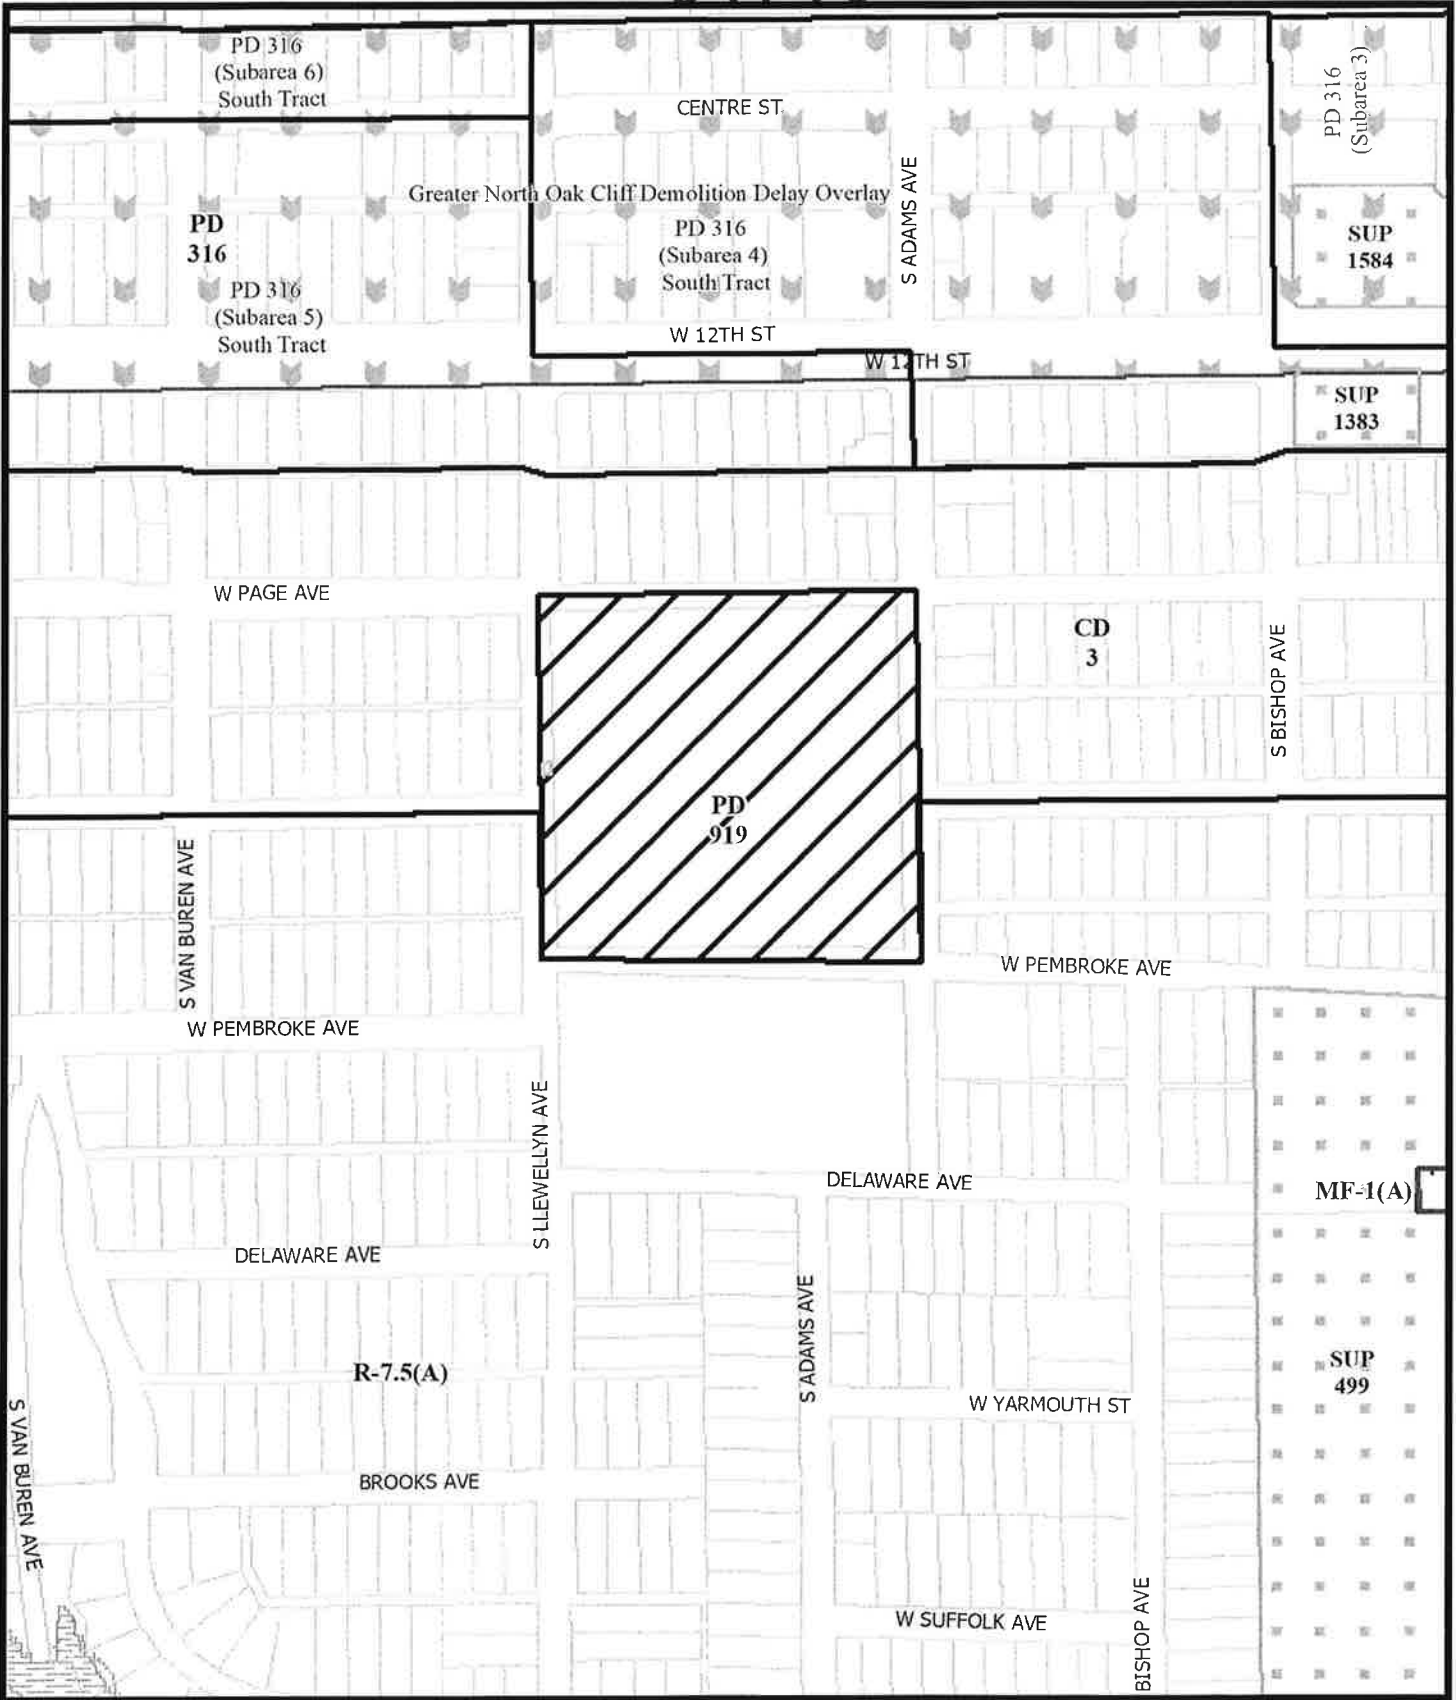 PD 316
(Subarea 6)
South Tract
CENTRE ST
PD 316
(Subarea 3)
Greater North Oak Cliff Demolition Delay Overlay
PD
316
PD 316
(Subarea 4)
South Tract
S ADAMS AVE
SUP
1584
PD 316
(Subarea 5)
South Tract
W 12TH ST
W 12TH ST
SUP
1383
W PAGE AVE
CD
3
S BISHOP AVE
PD
919
S VAN BUREN AVE
W PEMBROKE AVE
W PEMBROKE AVE
S LLEWELLYN AVE
DELAWARE AVE
MF-1(A)
DELAWARE AVE
S ADAMS AVE
R-7.5(A)
SUP
499
W YARMOUTH ST
S VAN BUREN AVE
BROOKS AVE
W SUFFOLK AVE
BISHOP AVE